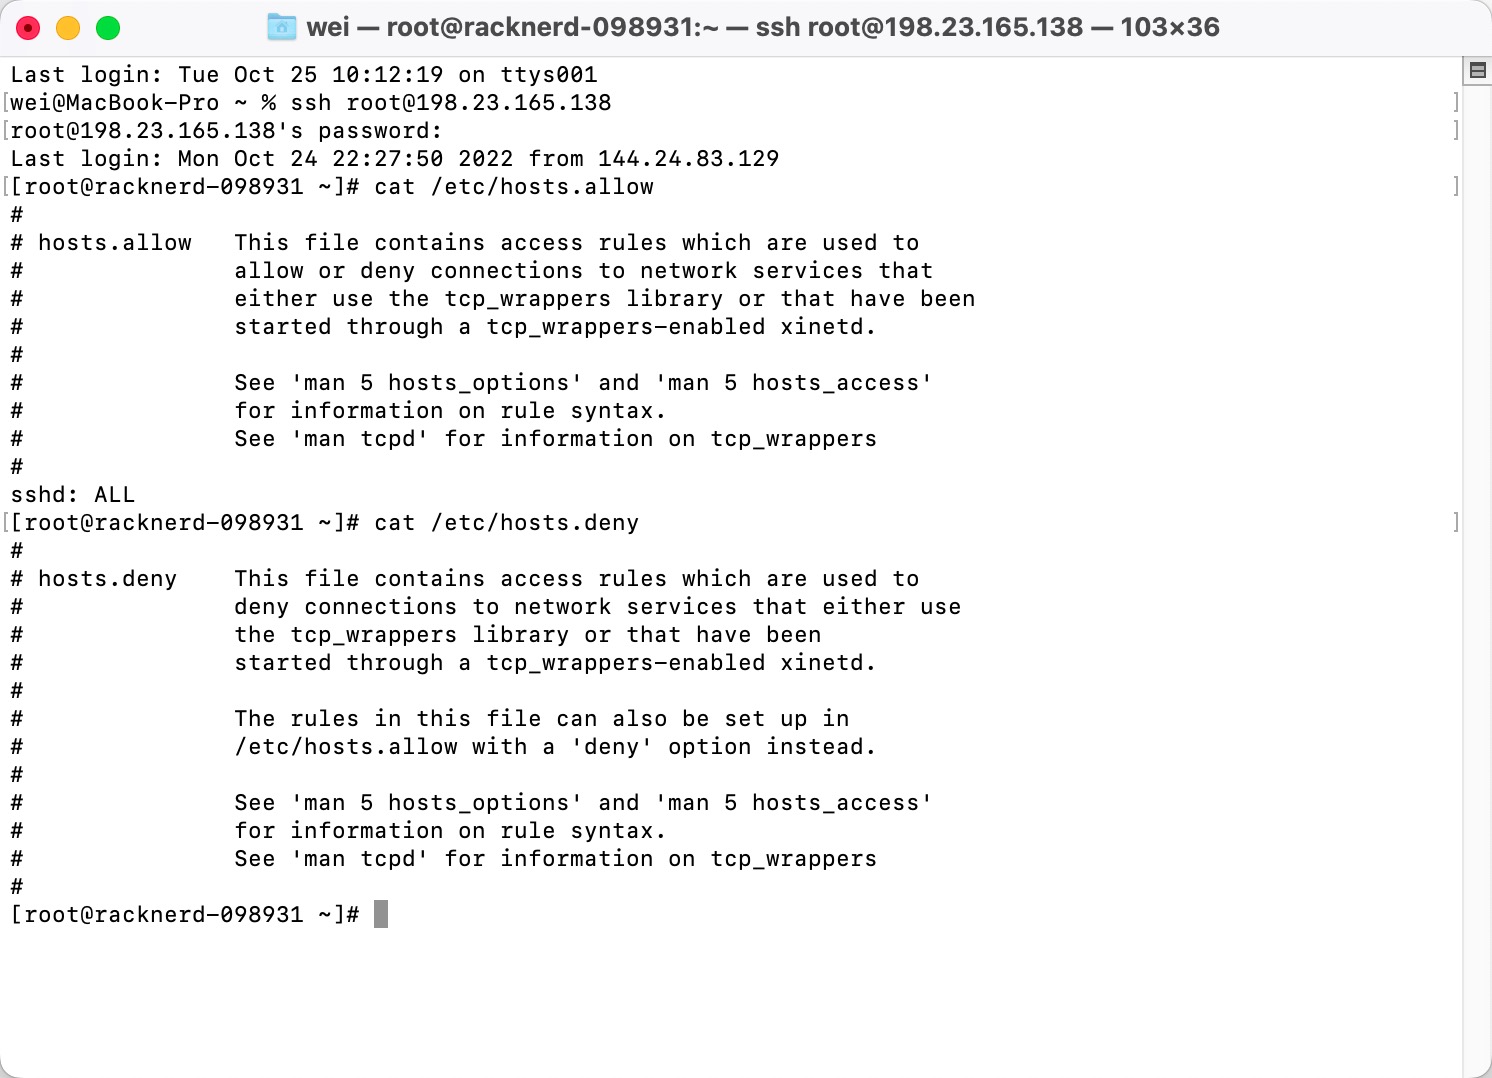 wei — root@racknerd-098931:~ — ssh root@198.23.165.138 — 103×36
Last login: Tue Oct 25 10:12:19 on ttys001
[wei@MacBook-Pro ~ % ssh root@198.23.165.138 ]
[root@198.23.165.138's password: ]
Last login: Mon Oct 24 22:27:50 2022 from 144.24.83.129
[[root@racknerd-098931 ~]# cat /etc/hosts.allow ]
#
# hosts.allow   This file contains access rules which are used to
#               allow or deny connections to network services that
#               either use the tcp_wrappers library or that have been
#               started through a tcp_wrappers-enabled xinetd.
#
#               See 'man 5 hosts_options' and 'man 5 hosts_access'
#               for information on rule syntax.
#               See 'man tcpd' for information on tcp_wrappers
#
sshd: ALL
[[root@racknerd-098931 ~]# cat /etc/hosts.deny ]
#
# hosts.deny    This file contains access rules which are used to
#               deny connections to network services that either use
#               the tcp_wrappers library or that have been
#               started through a tcp_wrappers-enabled xinetd.
#
#               The rules in this file can also be set up in
#               /etc/hosts.allow with a 'deny' option instead.
#
#               See 'man 5 hosts_options' and 'man 5 hosts_access'
#               for information on rule syntax.
#               See 'man tcpd' for information on tcp_wrappers
#
[root@racknerd-098931 ~]#